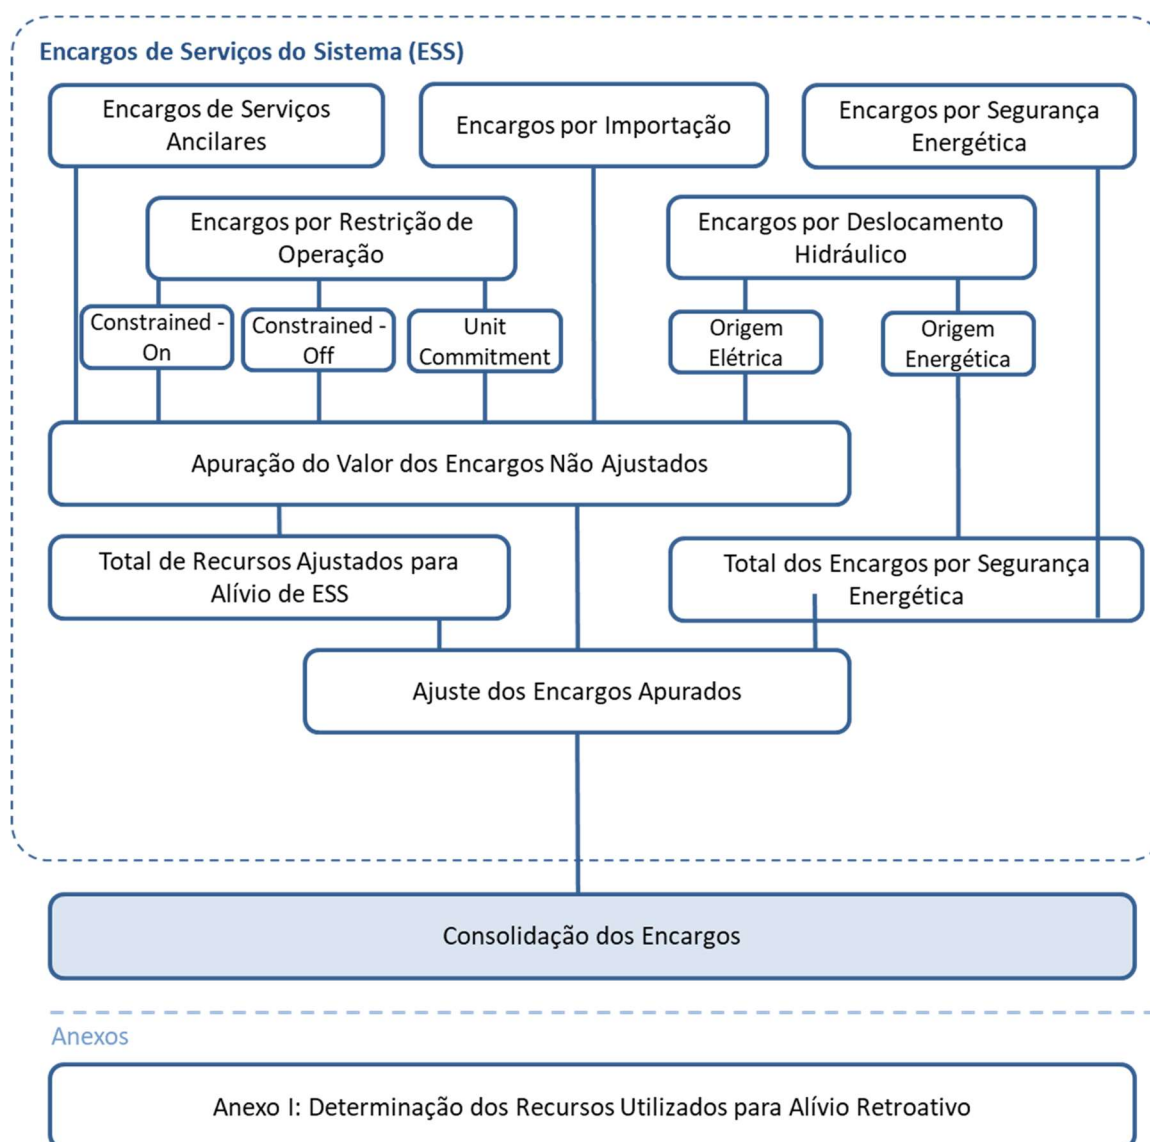 Encargos de Serviços do Sistema (ESS)
Encargos de Serviços
Ancilares
Encargos por Importação
Encargos por Segurança
Energética
Encargos por Restrição de
Operação
Encargos por Deslocamento
Hidráulico
Constrained -
On
Constrained -
Off
Unit
Commitment
Origem
Elétrica
Origem
Energética
Apuração do Valor dos Encargos Não Ajustados
Total de Recursos Ajustados para
Alívio de ESS
Total dos Encargos por Segurança
Energética
Ajuste dos Encargos Apurados
Consolidação dos Encargos
Anexos
Anexo I: Determinação dos Recursos Utilizados para Alívio Retroativo